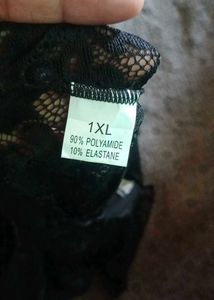 1XL
90% POLYAMIDE
10% ELASTANE